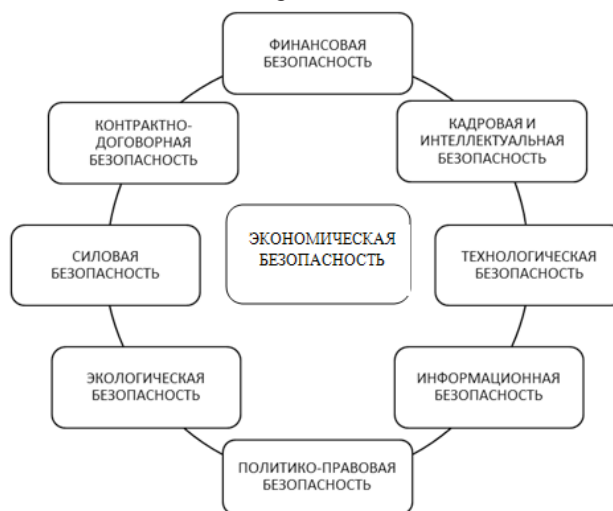 ФИНАНСОВАЯ
БЕЗОПАСНОСТЬ
КОНТРАКТНО-
ДОГОВОРНАЯ
БЕЗОПАСНОСТЬ
КАДРОВАЯ И
ИНТЕЛЛЕКТУАЛЬНАЯ
БЕЗОПАСНОСТЬ
СИЛОВАЯ
БЕЗОПАСНОСТЬ
ЭКОНОМИЧЕСКАЯ
БЕЗОПАСНОСТЬ
ТЕХНОЛОГИЧЕСКАЯ
БЕЗОПАСНОСТЬ
ЭКОЛОГИЧЕСКАЯ
БЕЗОПАСНОСТЬ
ИНФОРМАЦИОННАЯ
БЕЗОПАСНОСТЬ
ПОЛИТИКО-ПРАВОВАЯ
БЕЗОПАСНОСТЬ